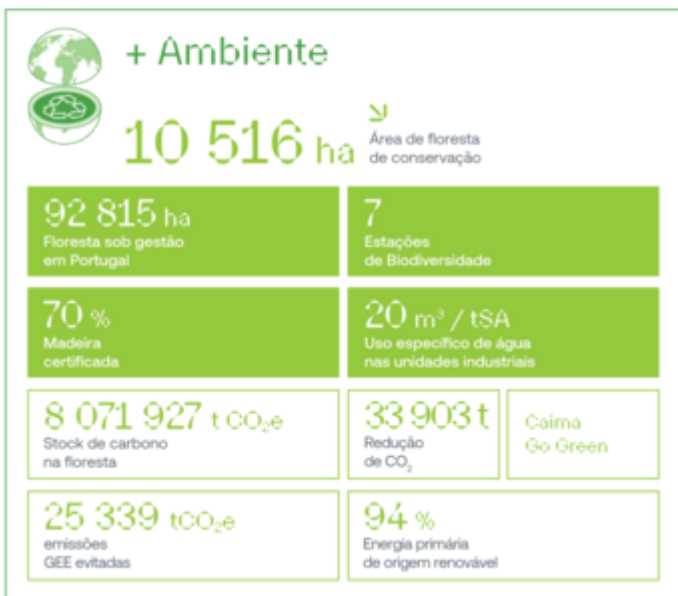 + Ambiente
10 516 ha
Área de floresta
de conservação
92 815 ha
Floresta sob gestão
em Portugal
7
Estações
de Biodiversidade
70 %
Madeira
certificada
20 m³ / tSA
Uso específico de água
nas unidades industriais
8 071 927 t CO₂e
Stock de carbono
na floresta
33 903 t
Redução
de CO₂
Caima
Go Green
25 339 tCO₂e
emissões
GEE evitadas
94 %
Energia primária
de origem renovável